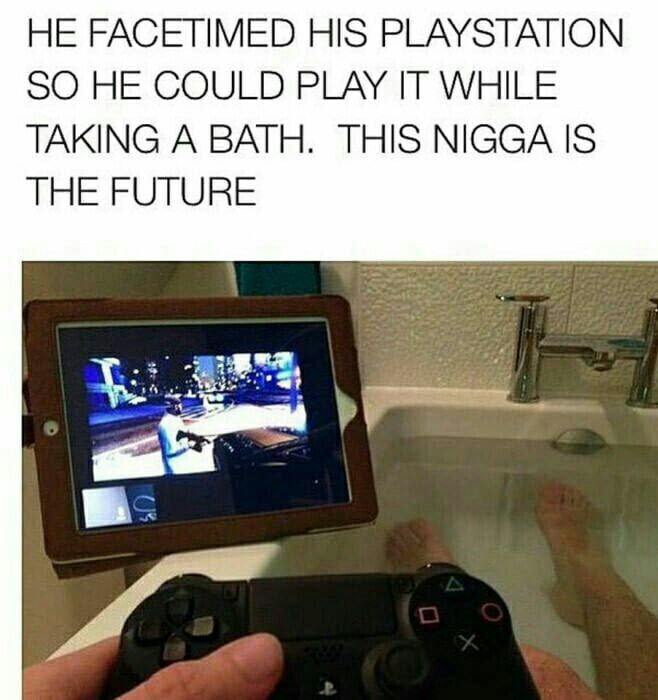 HE FACETIMED HIS PLAYSTATION
SO HE COULD PLAY IT WHILE
TAKING A BATH.  THIS NIGGA IS
THE FUTURE